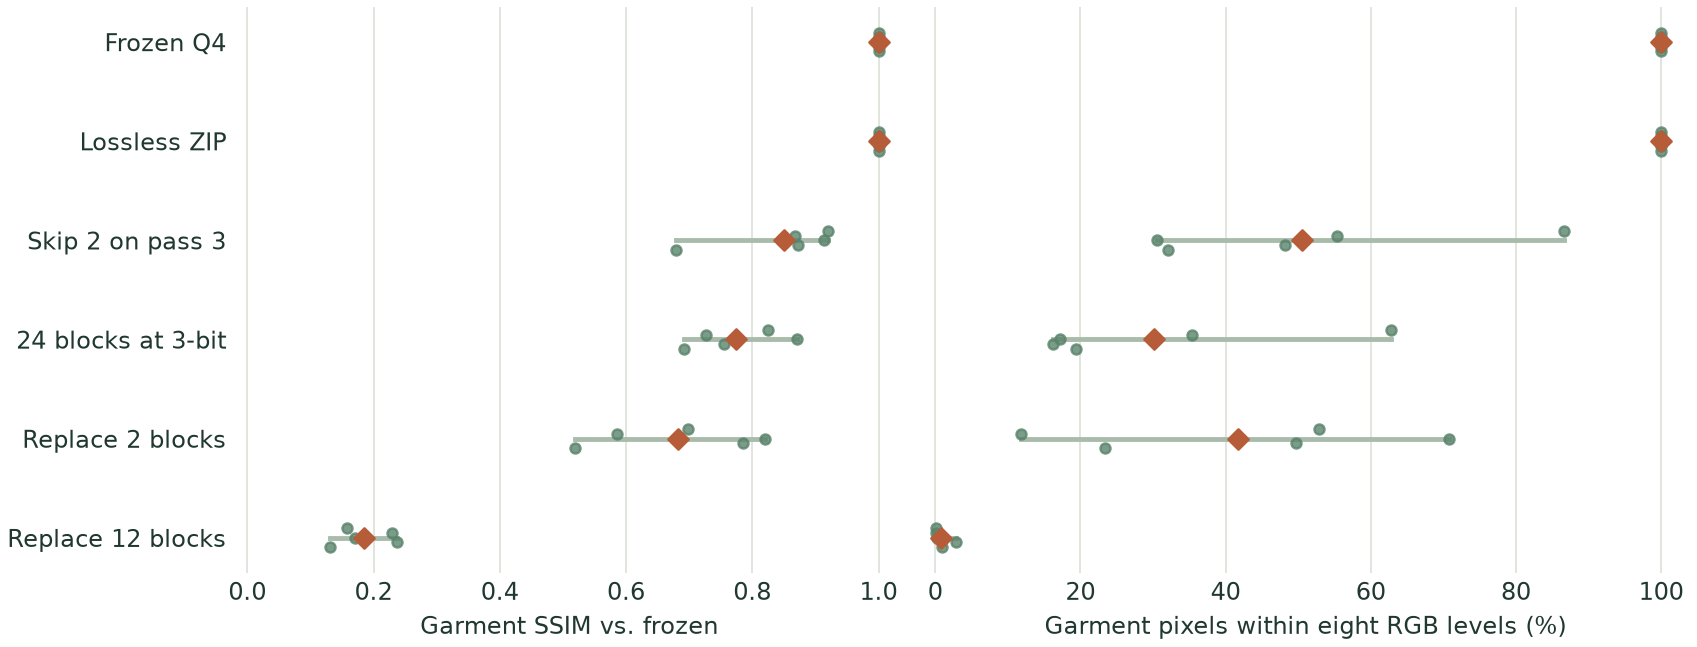 Frozen Q4
Lossless ZIP
Skip 2 on pass 3
24 blocks at 3-bit
Replace 2 blocks
Replace 12 blocks
0.0 0.2 0.4 0.6 0.8 1.0
Garment SSIM vs. frozen
0 20 40 60 80 100
Garment pixels within eight RGB levels (%)